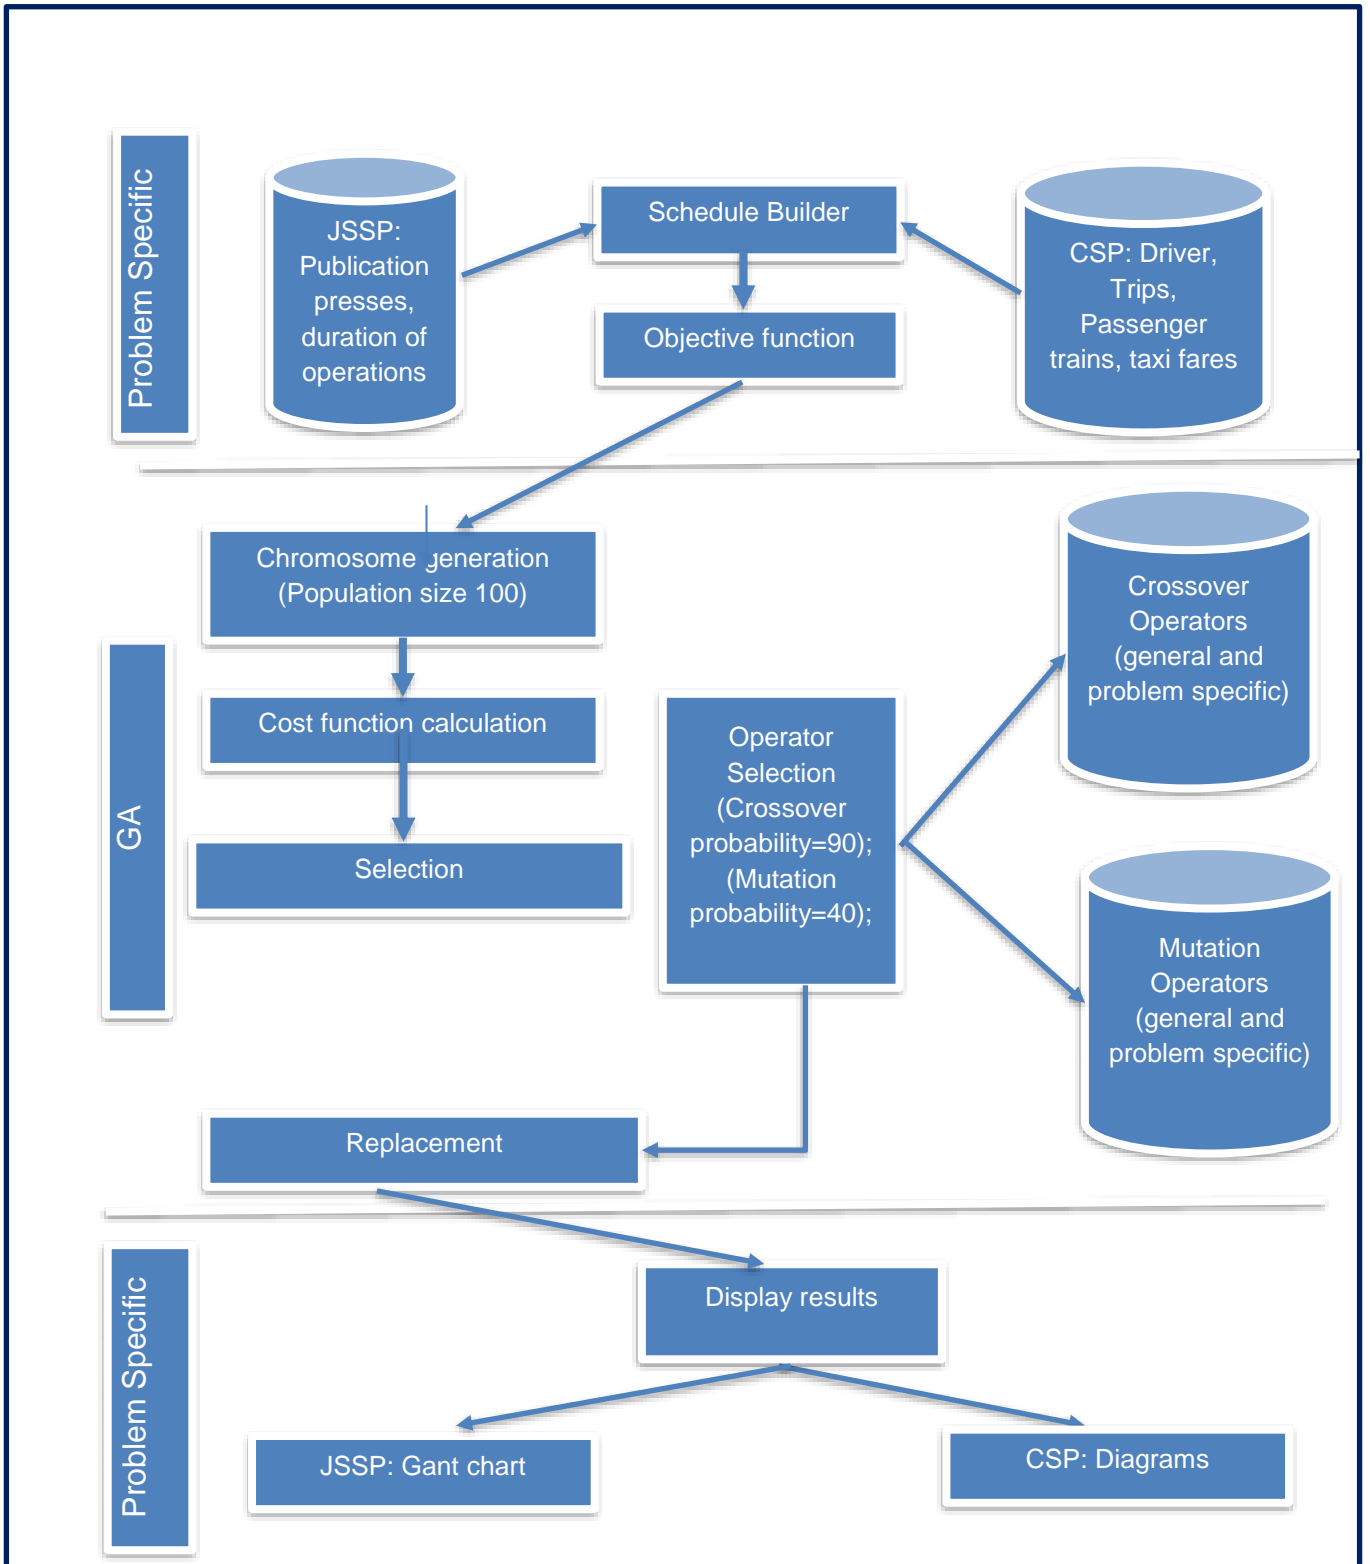 Problem Specific
JSSP:
Publication
presses,
duration of
operations
Schedule Builder
Objective function
CSP: Driver,
Trips,
Passenger
trains, taxi fares
GA
Chromosome generation
(Population size 100)
Cost function calculation
Selection
Operator
Selection
(Crossover
probability=90);
(Mutation
probability=40);
Crossover
Operators
(general and
problem specific)
Mutation
Operators
(general and
problem specific)
Replacement
Problem Specific
Display results
JSSP: Gant chart
CSP: Diagrams